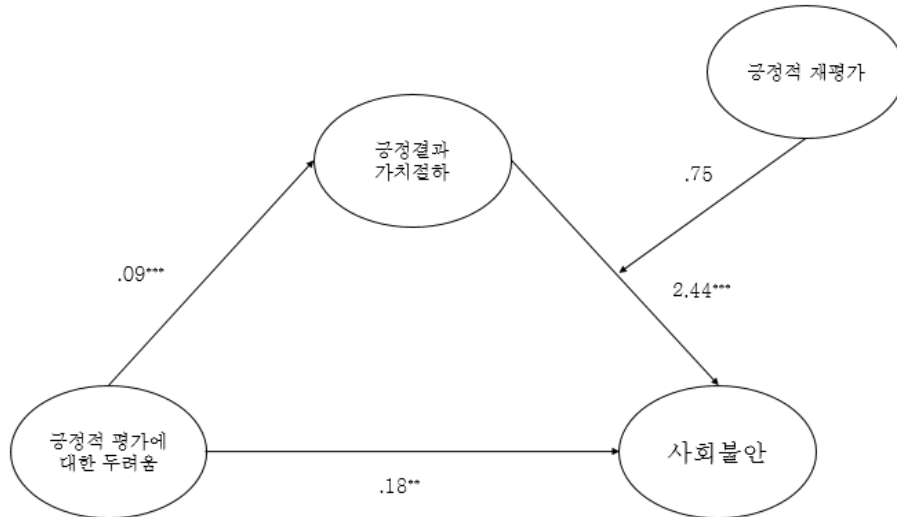 긍정적 재평가
긍정결과
가치절하
.75
.09***
2.44***
긍정적 평가에
대한 두려움
사회불안
.18**